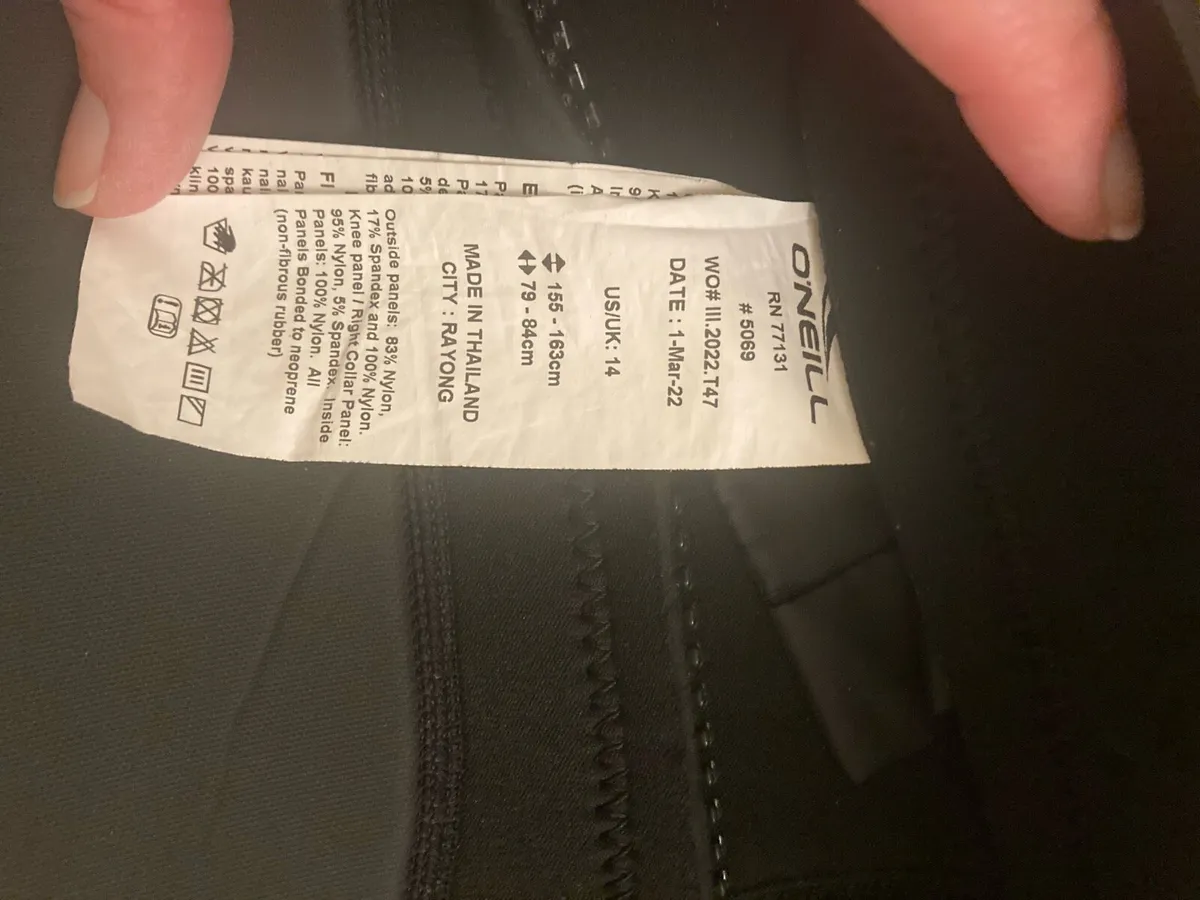 O'NEILL
RN 77131
# 5069
WO# III.2022.T47
DATE : 1-Mar-22
US/UK: 14
155 - 163cm
79 - 84cm
MADE IN THAILAND
CITY : RAYONG
Outside panels: 83% Nylon,
17% Spandex and 100% Nylon.
Knee panel / Right Collar Panel:
95% Nylon, 5% Spandex. Inside
Panels: 100% Nylon. All
Panels Bonded to neoprene
(non-fibrous rubber)